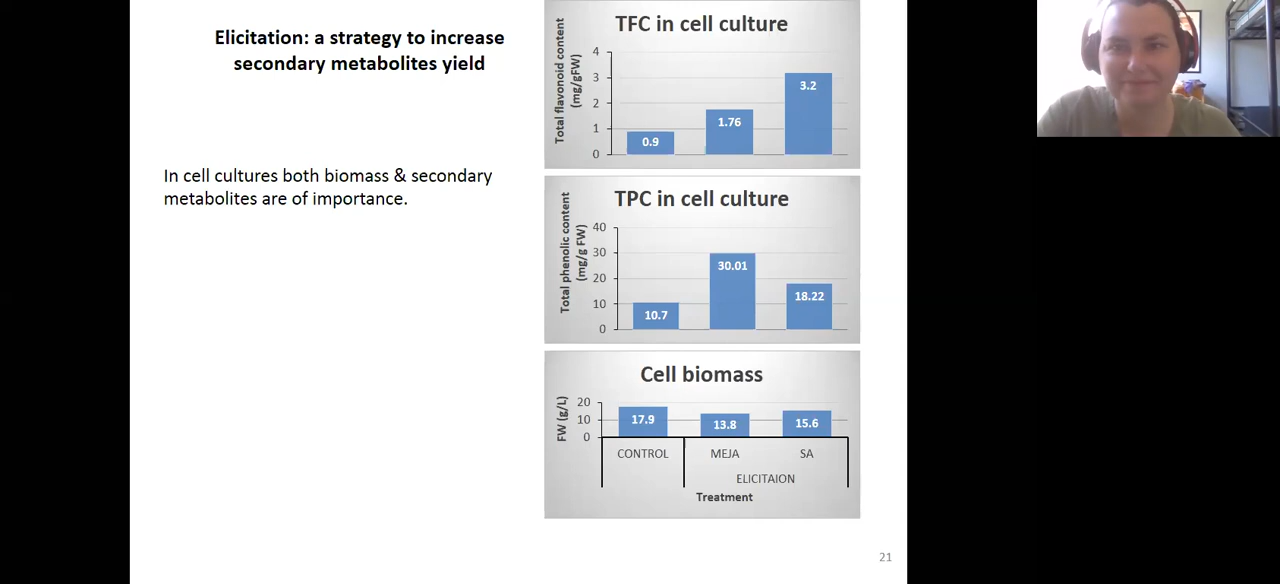 Elicitation: a strategy to increase
secondary metabolites yield
In cell cultures both biomass & secondary
metabolites are of importance.
TFC in cell culture
Total flavonoid content
(mg/gFW)
4
3
2
1
0
0.9
1.76
3.2
TPC in cell culture
Total phenolic content
(mg/g FW)
40
30
20
10
0
10.7
30.01
18.22
Cell biomass
FW (g/L)
20
10
0
17.9
13.8
15.6
CONTROL
MEJA
SA
ELICITAION
Treatment
21